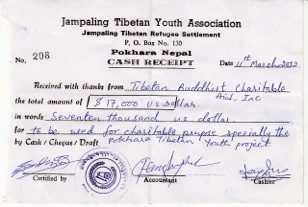 Jampaling Tibetan Youth Association
Jampaling Tibetan Refugee Settlement
P. O. Box No. 130
Pokhara Nepal
No. 208 CASH RECEIPT Date 11th March
Received with thanks from Tibetan Buddhist Charitable
Aid, Inc
the total amount of $ 17,000 us dollar
in words Seventeen thousand us dollar
for to be used for charitable purpose specially the
by Cash / Cheque / Draft Pokhara Tibetan Youth project
Certified by Accountant Cashier